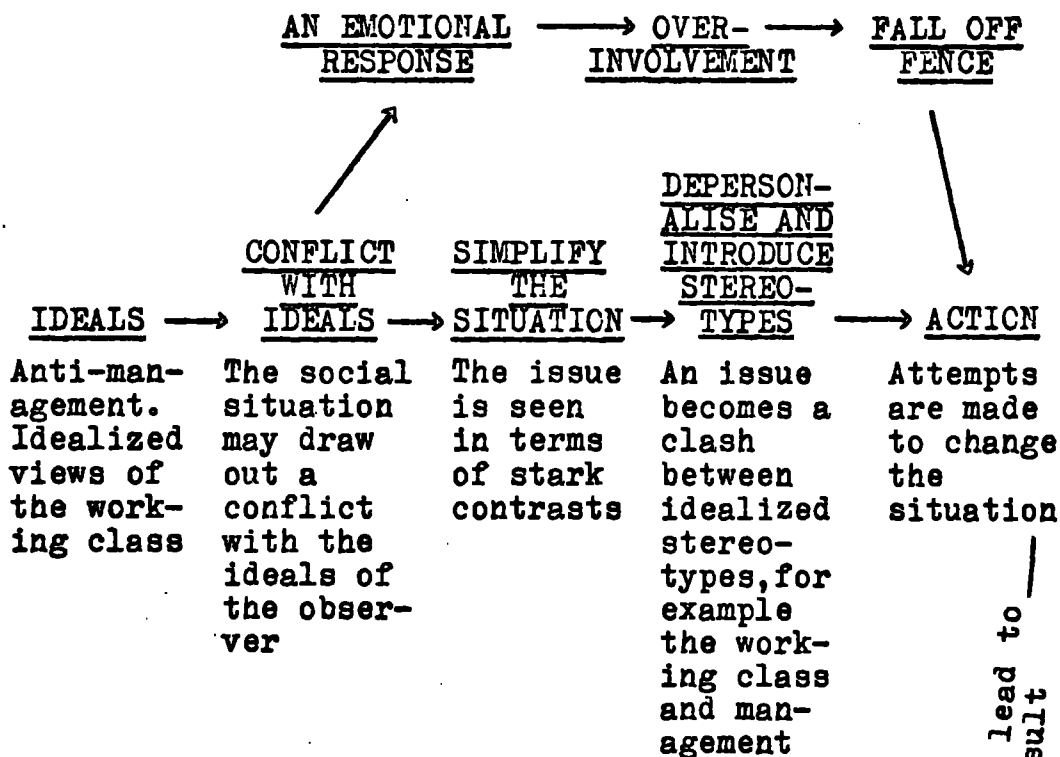 AN EMOTIONAL
RESPONSE
OVER-
INVOLVEMENT
FALL OFF
FENCE
IDEALS
CONFLICT
WITH
IDEALS
SIMPLIFY
THE
SITUATION
DEPERSON-
ALISE AND
INTRODUCE
STEREO-
TYPES
ACTION
Anti-man-
agement.
Idealized
views of
the work-
ing class
The social
situation
may draw
out a
conflict
with the
ideals of
the obser-
ver
The issue
is seen
in terms
of stark
contrasts
An issue
becomes a
clash
between
idealized
stereo-
types,for
example
the work-
ing class
and man-
agement
Attempts
are made
to change
the
situation
lead to